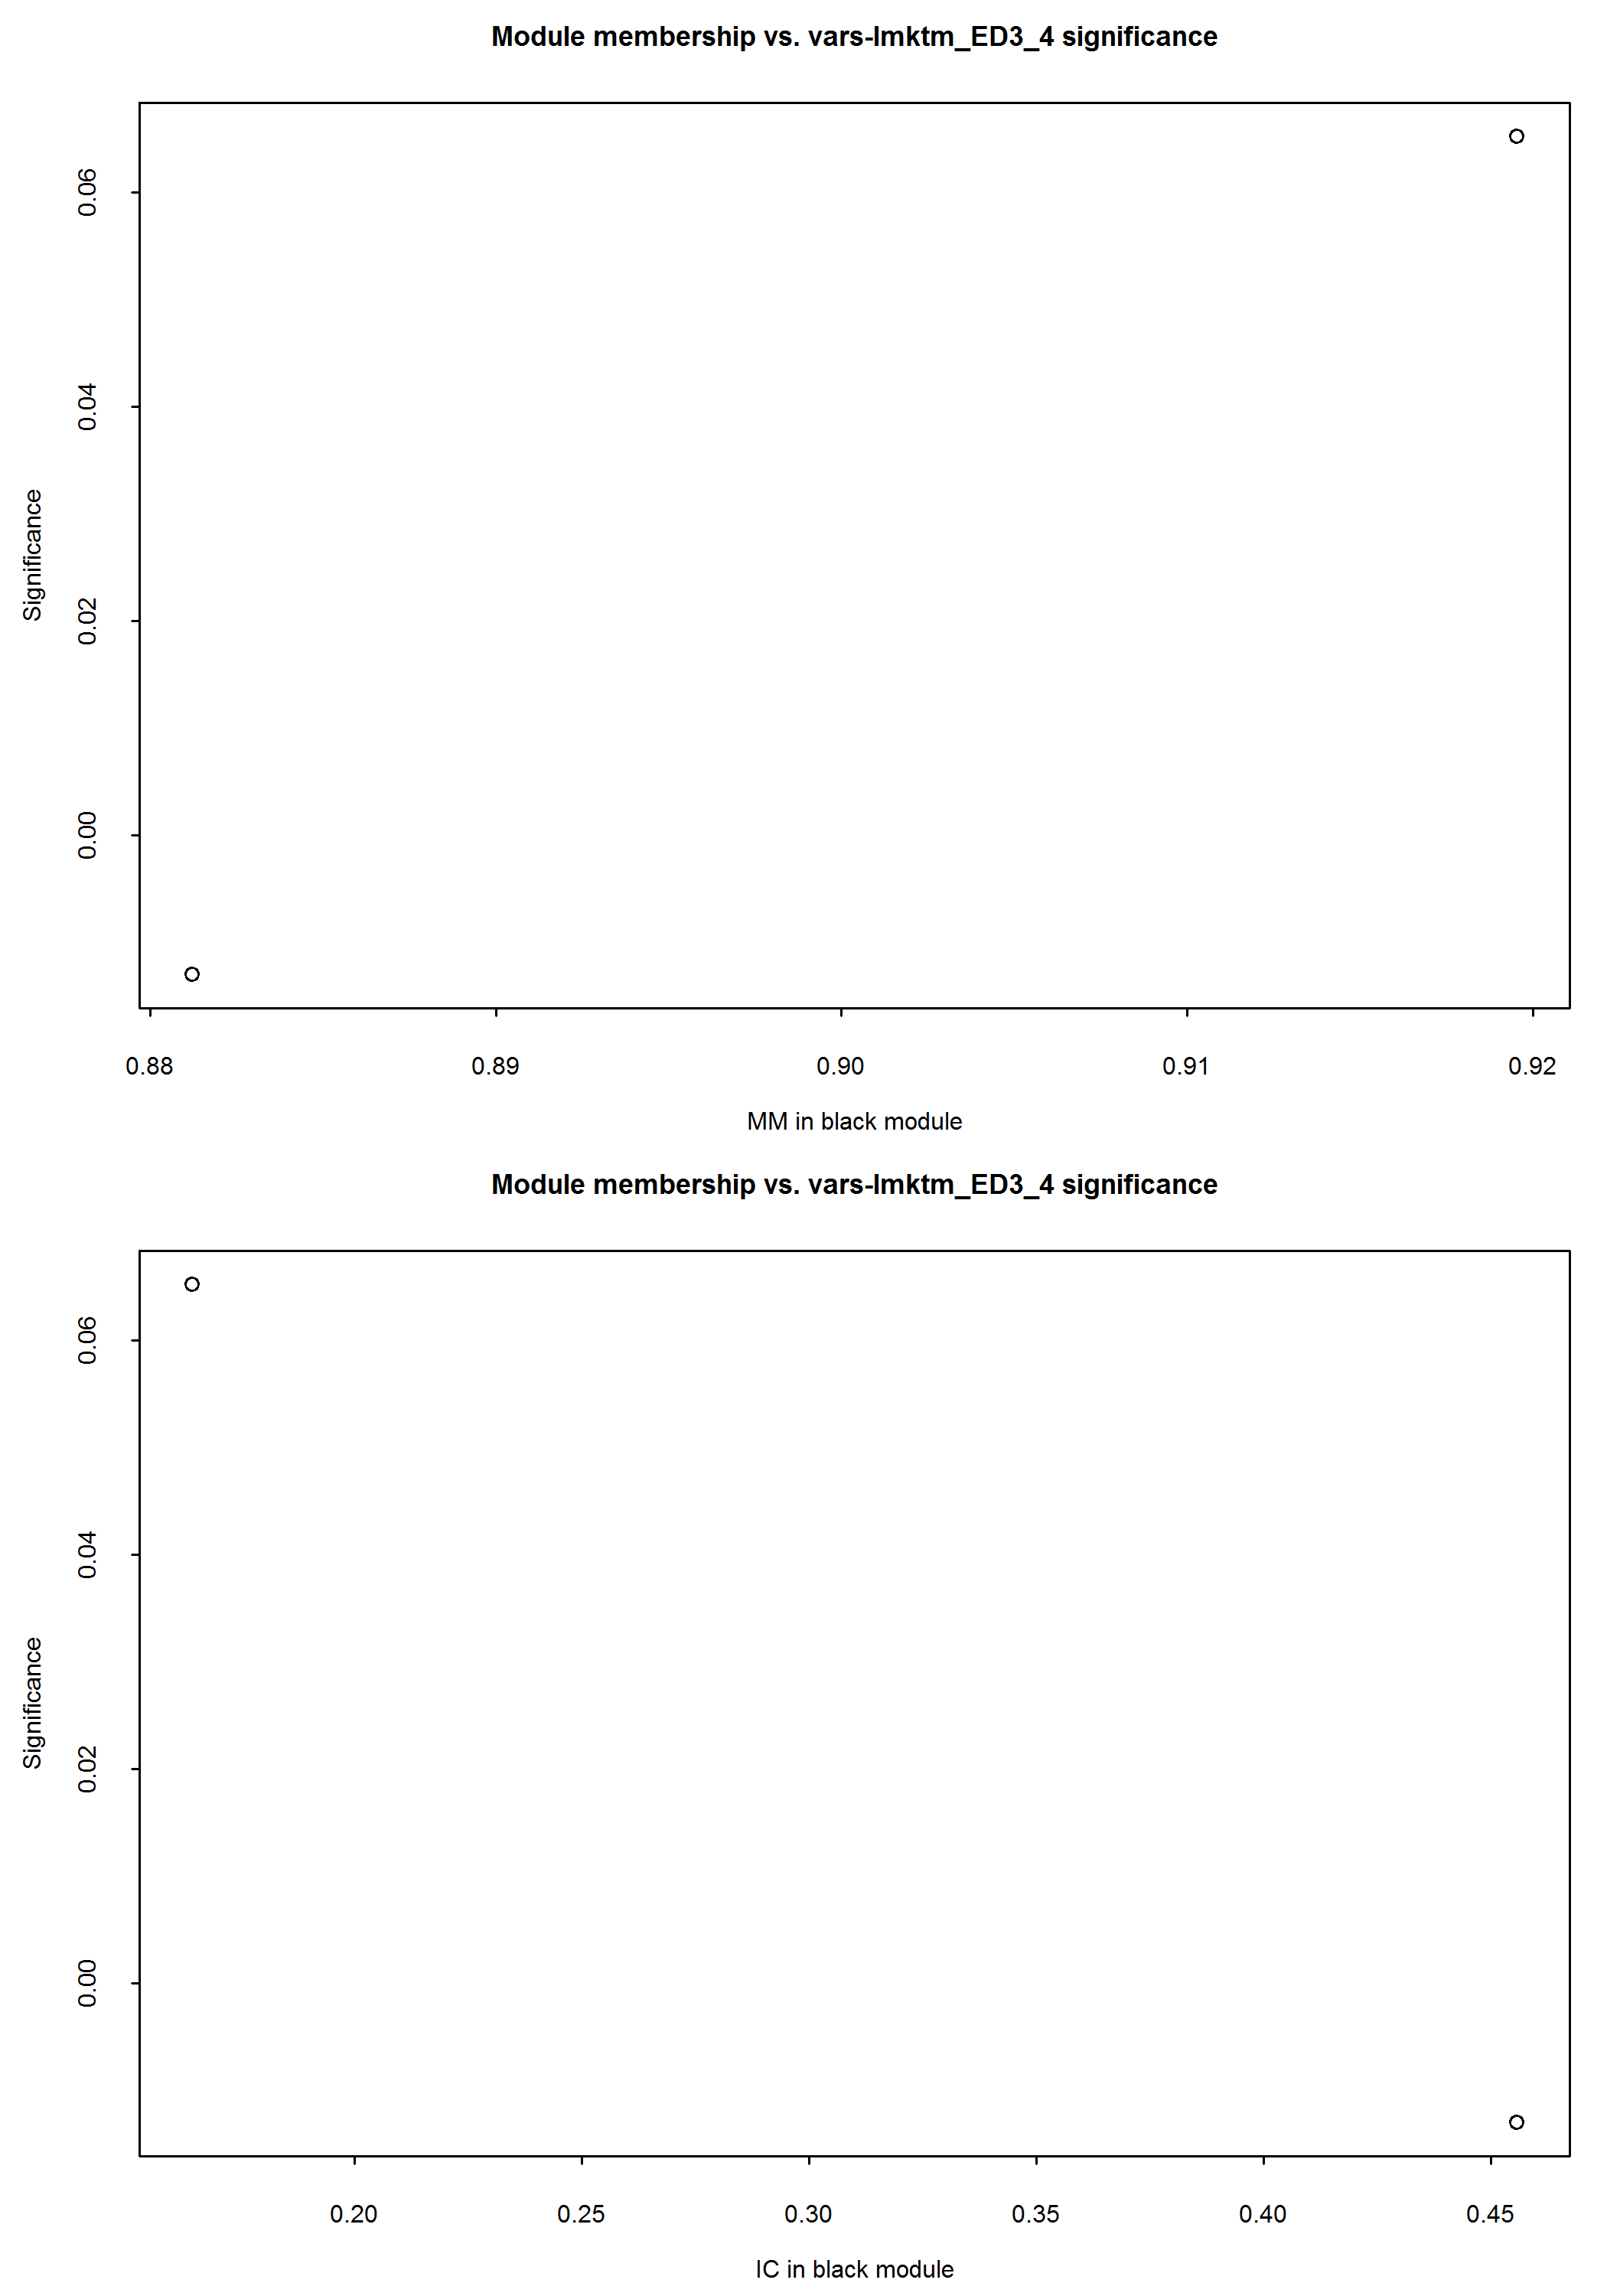 Module membership vs. vars-lmktm_ED3_4 significance
0.06
0.04
0.02
0.00
Significance
0.88 0.89 0.90 0.91 0.92
MM in black module
Module membership vs. vars-lmktm_ED3_4 significance
0.06
0.04
0.02
0.00
Significance
0.20 0.25 0.30 0.35 0.40 0.45
IC in black module